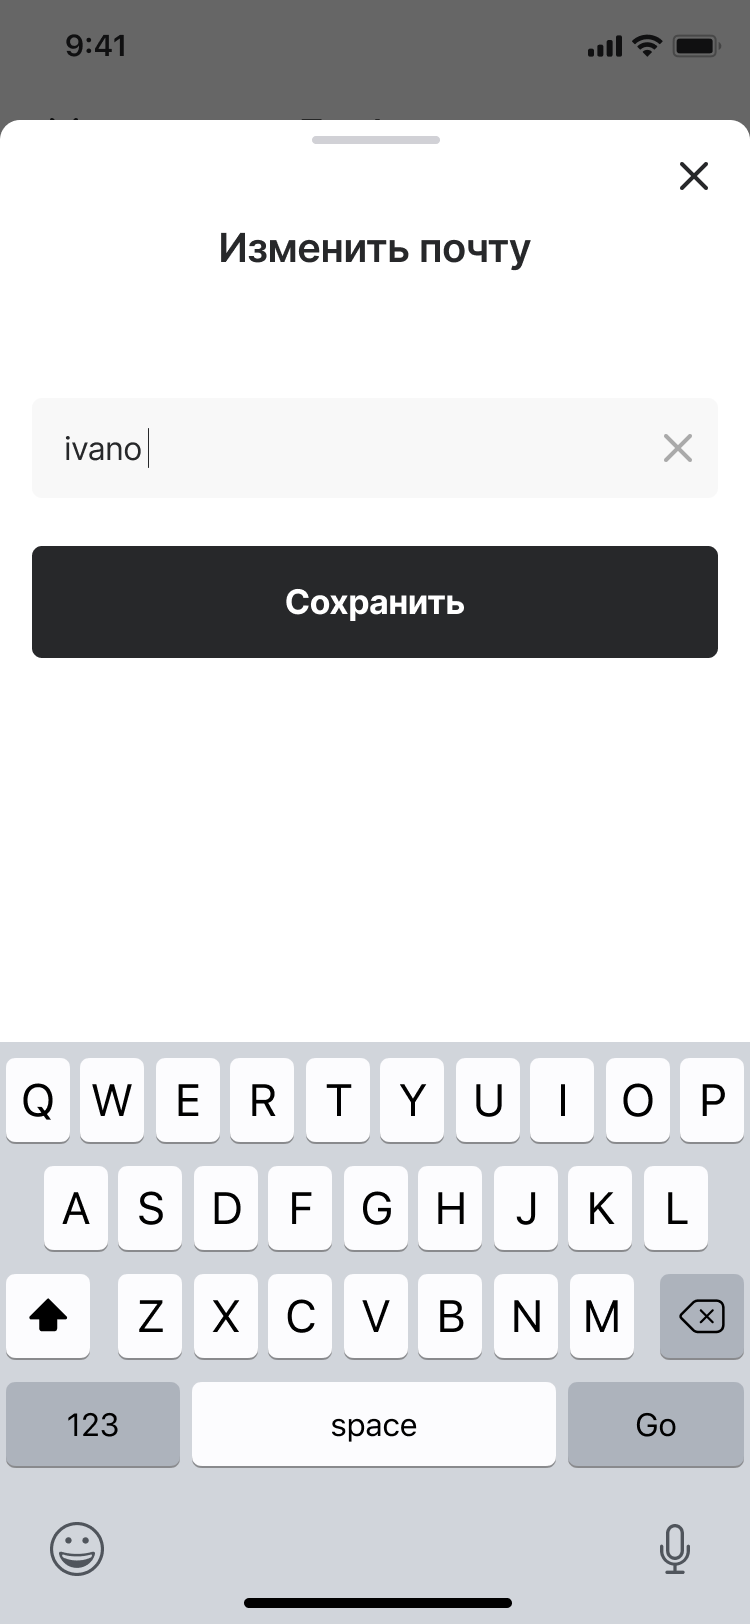 9:41
Изменить почту
ivano
Сохранить
Q W E R T Y U I O P
A S D F G H J K L
Z X C V B N M
123 space Go